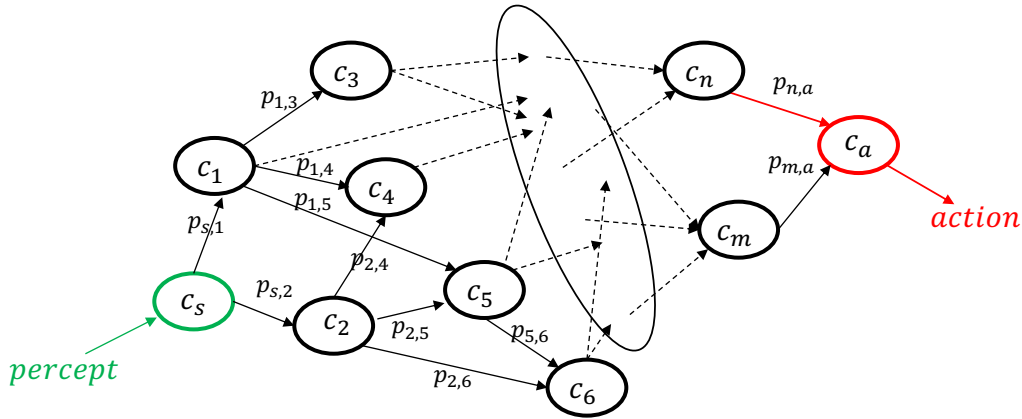 c₃
cₙ
pₙ,ₐ
p₁,₃
cₐ
c₁
p₁,₄
pₘ,ₐ
c₄
p₁,₅
action
pₛ,₁
cₘ
p₂,₄
pₛ,₂
c₅
cₛ
c₂
p₂,₅
p₅,₆
percept
p₂,₆
c₆